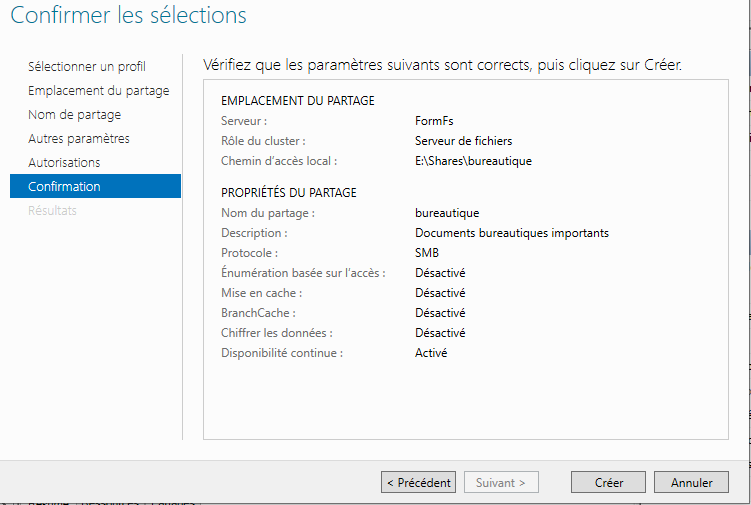 Confirmer les sélections
Sélectionner un profil
Emplacement du partage
Nom de partage
Autres paramètres
Autorisations
Confirmation
Résultats
Vérifiez que les paramètres suivants sont corrects, puis cliquez sur Créer.
EMPLACEMENT DU PARTAGE
Serveur : FormFs
Rôle du cluster : Serveur de fichiers
Chemin d’accès local : E:\Shares\bureautique
PROPRIÉTÉS DU PARTAGE
Nom du partage : bureautique
Description : Documents bureautiques importants
Protocole : SMB
Énumération basée sur l’accès : Désactivé
Mise en cache : Désactivé
BranchCache : Désactivé
Chiffrer les données : Désactivé
Disponibilité continue : Activé
< Précédent Suivant > Créer Annuler